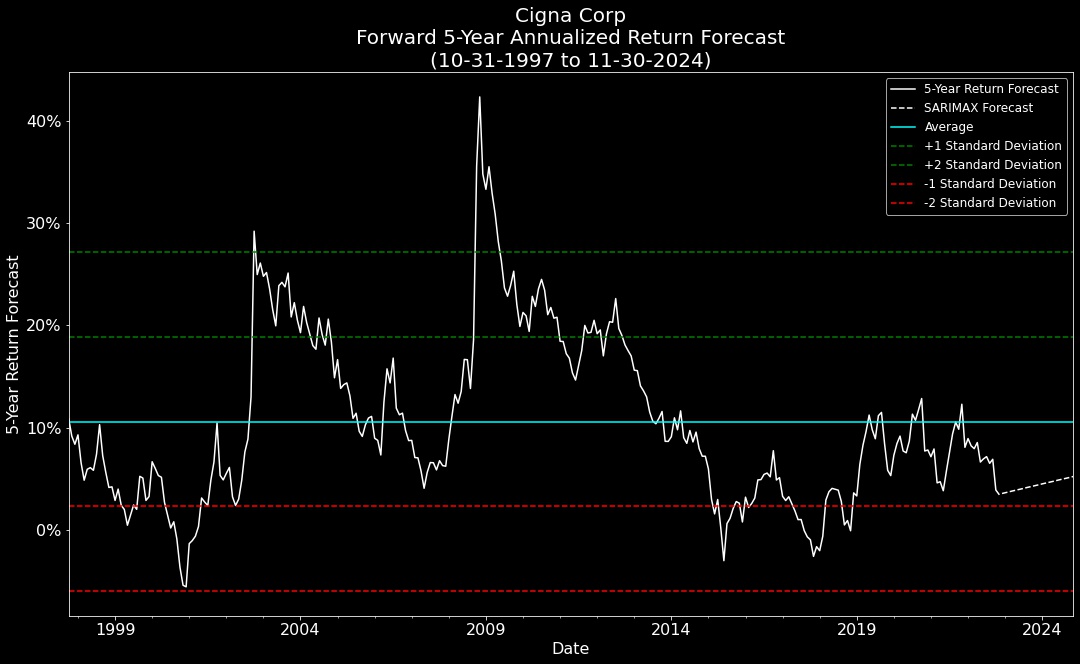 Cigna Corp
Forward 5-Year Annualized Return Forecast
(10-31-1997 to 11-30-2024)
5-Year Return Forecast
SARIMAX Forecast
Average
+1 Standard Deviation
+2 Standard Deviation
-1 Standard Deviation
-2 Standard Deviation
5-Year Return Forecast
40%
30%
20%
10%
0%
1999
2004
2009
2014
2019
2024
Date